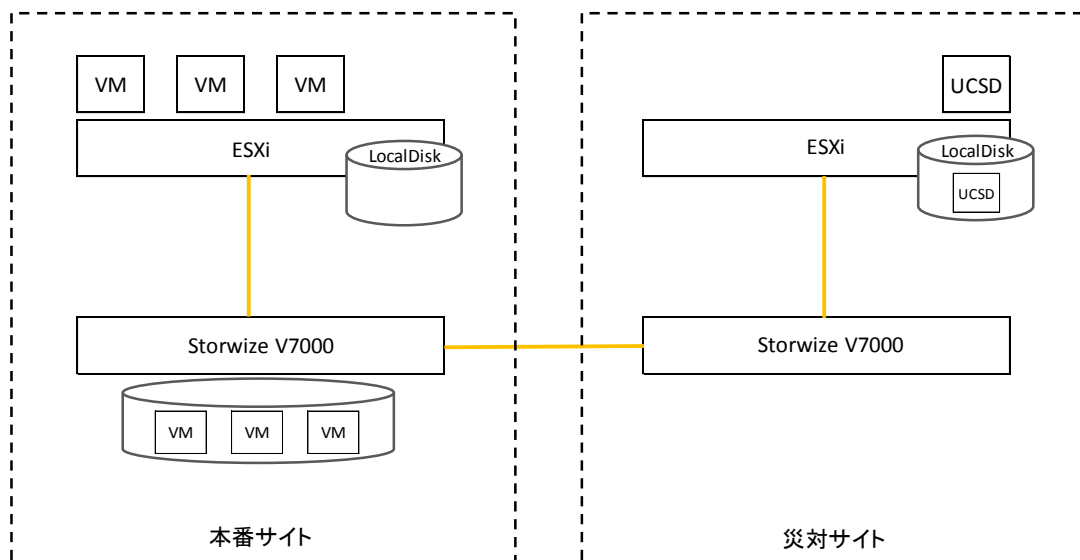 VM
VM
VM
ESXi
LocalDisk
Storwize V7000
VM
VM
VM
本番サイト
UCSD
ESXi
LocalDisk
UCSD
Storwize V7000
災対サイト